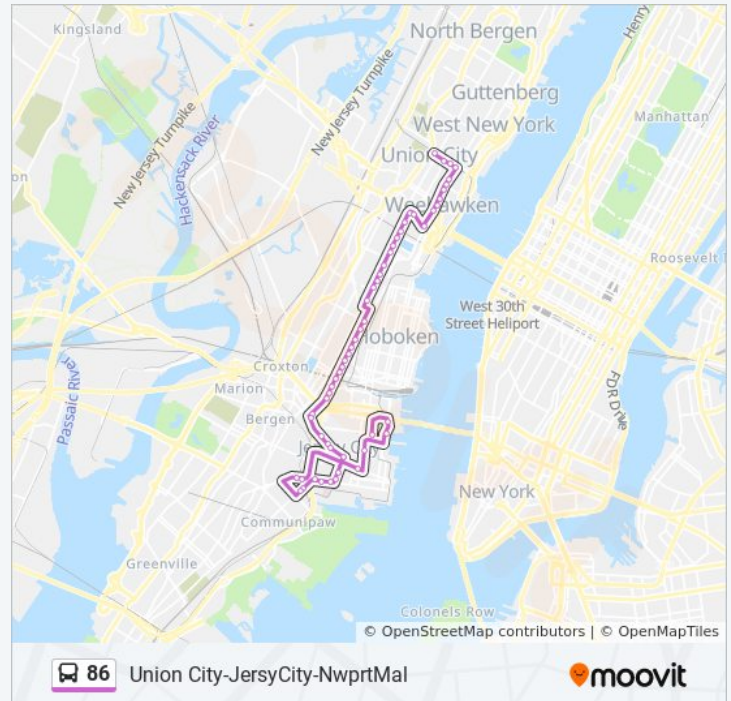 Kingsland
North Bergen
Henry
New Jersey Turnpike
New Jersey Turnpike
Guttenberg
West New York
Manhattan
Hackensack River
Union City
Weehawken
Roosevelt I
West 30th
Street Heliport
Hoboken
Croxton
Marion
Passaic River
Bergen
FDR Drive
Jersey City
New York
Communipaw
Greenville
Colonels Row
© OpenStreetMap contributors | © OpenMapTiles
86 Union City-JersyCity-NwprtMal
moovit